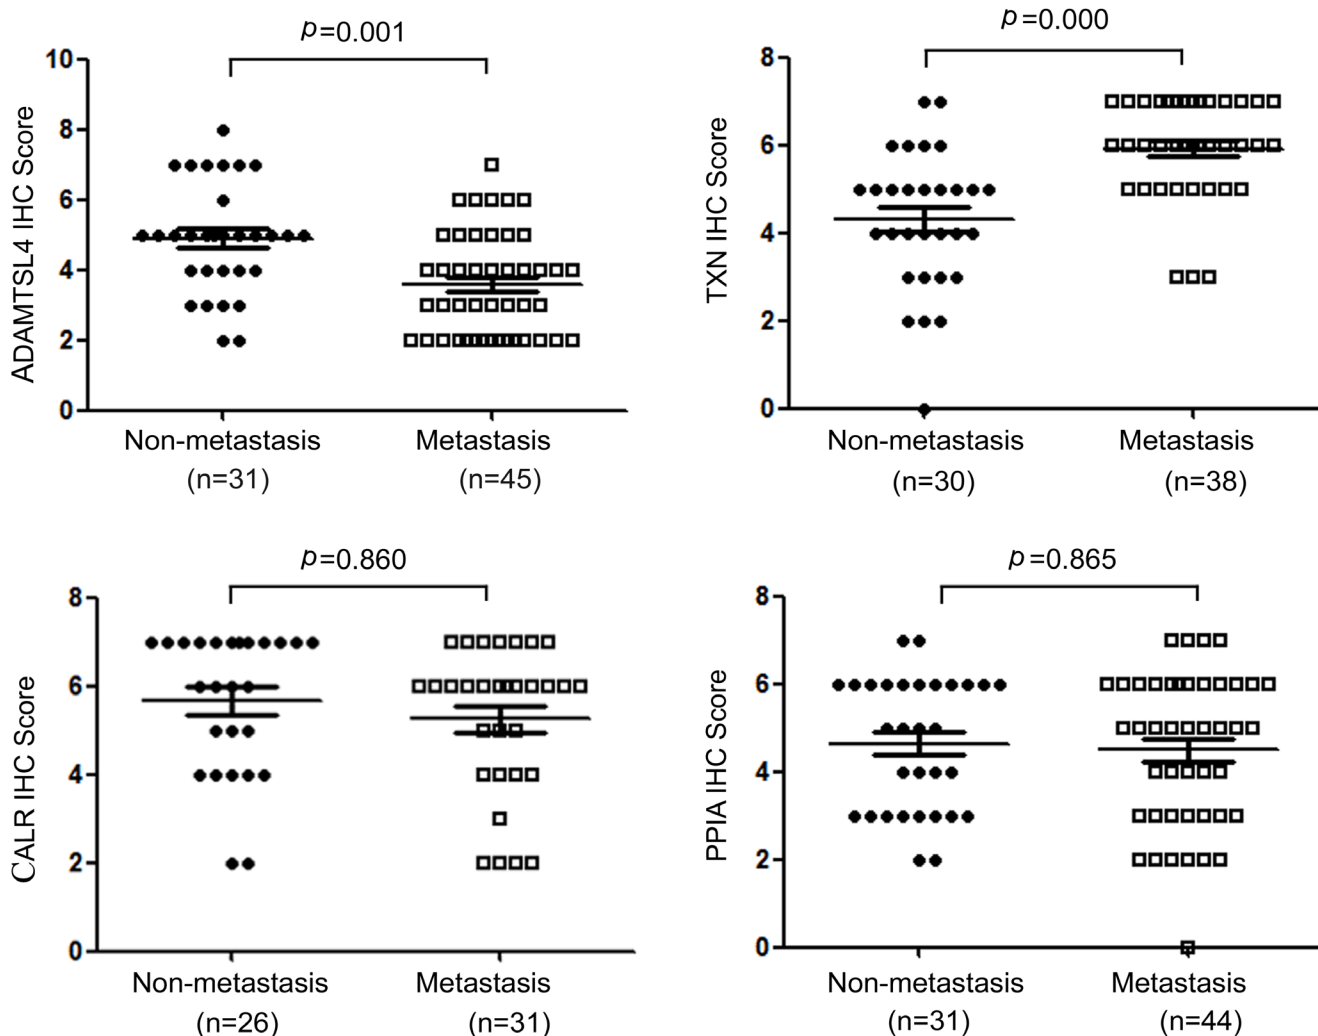 p=0.001
ADAMTSL4 IHC Score
10
8
6
4
2
0
Non-metastasis
Metastasis
(n=31)
(n=45)
p=0.000
TXN IHC Score
8
6
4
2
0
Non-metastasis
Metastasis
(n=30)
(n=38)
p=0.860
CALR IHC Score
8
6
4
2
0
Non-metastasis
Metastasis
(n=26)
(n=31)
p=0.865
PPIA IHC Score
8
6
4
2
0
Non-metastasis
Metastasis
(n=31)
(n=44)